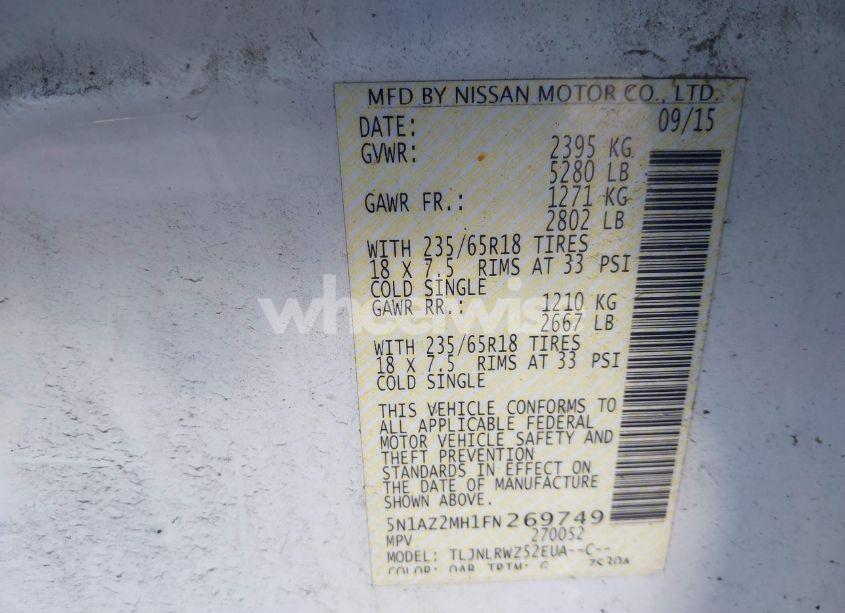 MFD BY NISSAN MOTOR CO., LTD.
DATE: 09/15
GVWR: 2395 KG
5280 LB
GAWR FR.: 1271 KG
2802 LB
WITH 235/65R18 TIRES
18 X 7.5 RIMS AT 33 PSI
COLD SINGLE
GAWR RR.: 1210 KG
2667 LB
wheelwise
WITH 235/65R18 TIRES
18 X 7.5 RIMS AT 33 PSI
COLD SINGLE
THIS VEHICLE CONFORMS TO
ALL APPLICABLE FEDERAL
MOTOR VEHICLE SAFETY AND
THEFT PREVENTION
STANDARDS IN EFFECT ON
THE DATE OF MANUFACTURE
SHOWN ABOVE.
5N1AZ2MH1FN269749
MPV 270052
MODEL: TLJNLRWZ52EUA--C--
COLOR: QAB TRIM: G